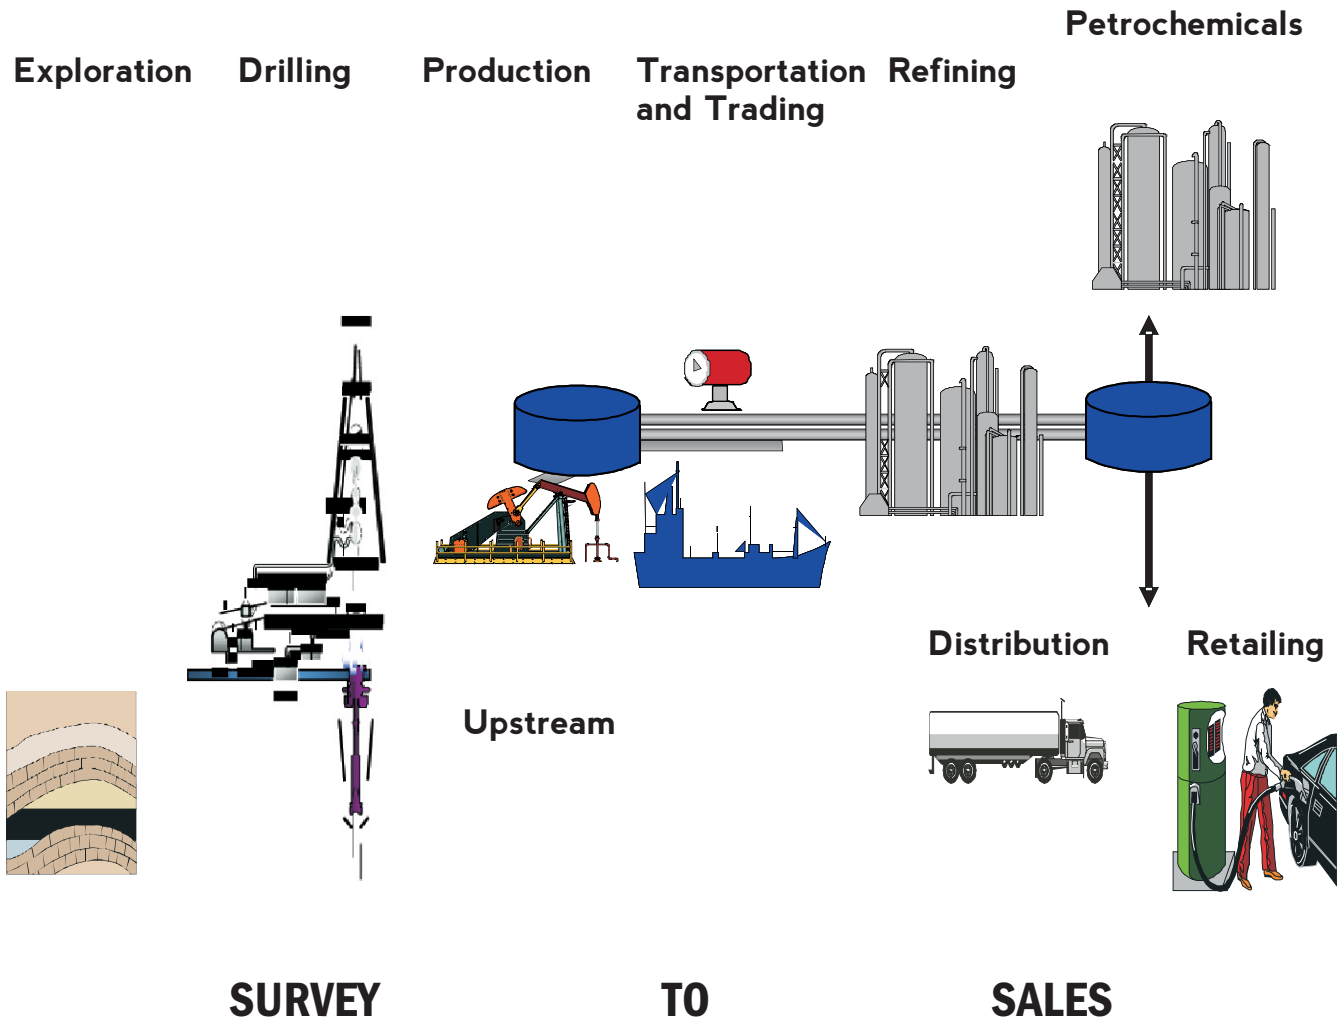 Petrochemicals
Exploration
Drilling
Production
Transportation
and Trading
Refining
Distribution
Retailing
Upstream
SURVEY TO SALES